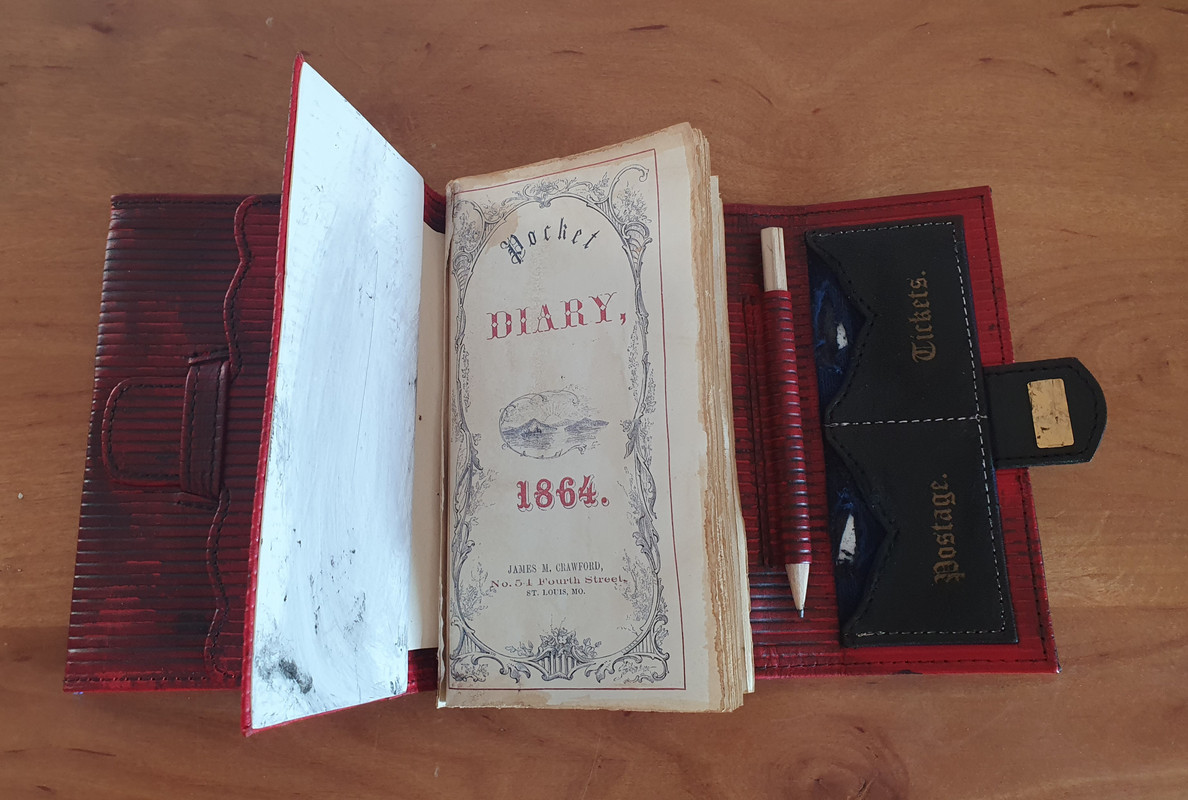 Pocket
DIARY,
1864.
JAMES M. CRAWFORD,
No. 54 Fourth Street,
ST. LOUIS, MO.
Tickets.
Postage.